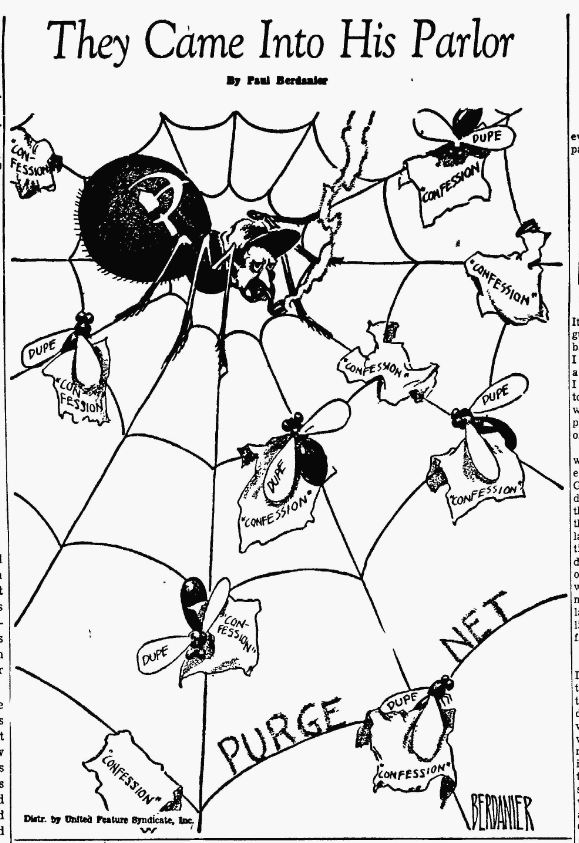 They Came Into His Parlor
By Paul Berdanier
"CON-
FESSION"
DUPE
"CONFESSION"
"CONFESSION"
DUPE
"CON-
FESSION"
"CONFESSION"
DUPE
"CONFESSION"
DUPE
"CONFESSION"
"CON-
FESSION"
DUPE
PURGE NET
DUPE
"CONFESSION"
"CONFESSION"
Distr. by United Feature Syndicate, Inc.
BERDANIER